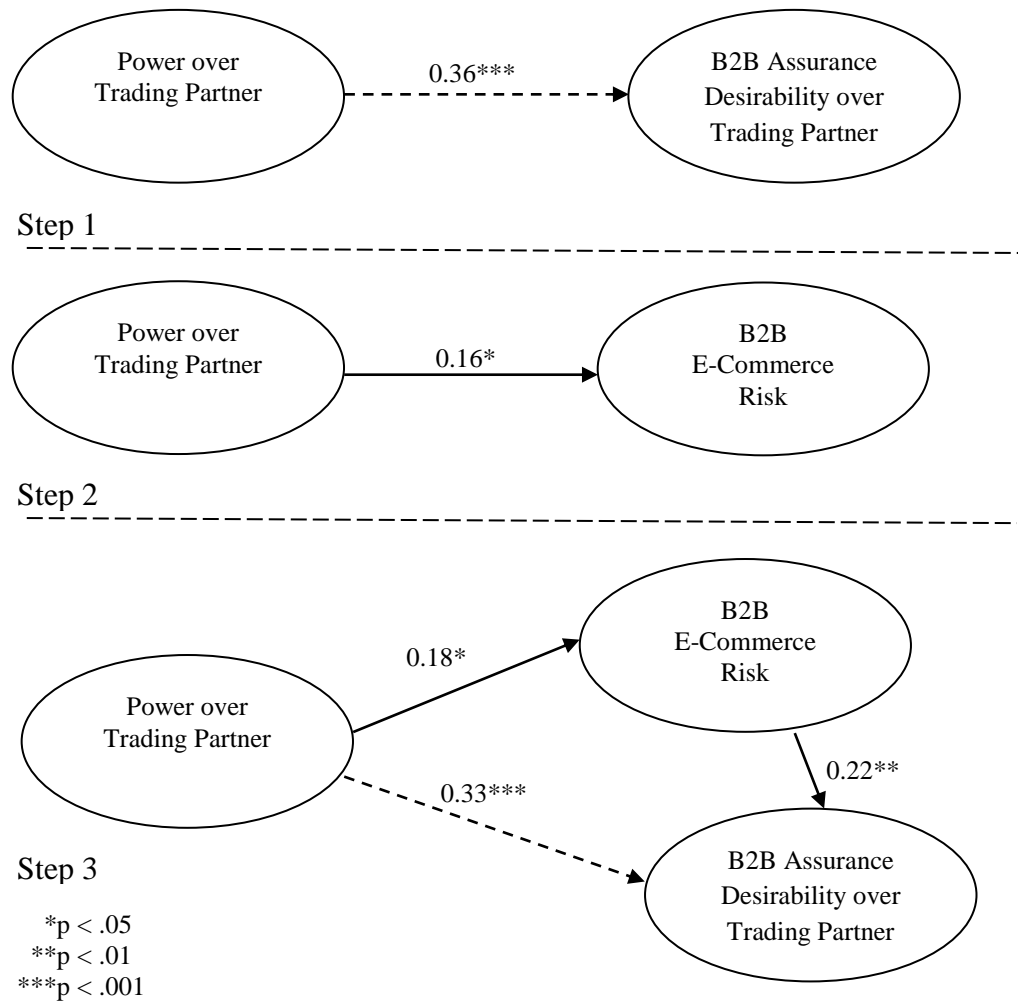 Power over
Trading Partner
0.36***
B2B Assurance
Desirability over
Trading Partner
Step 1
Power over
Trading Partner
0.16*
B2B
E-Commerce
Risk
Step 2
B2B
E-Commerce
Risk
0.18*
Power over
Trading Partner
0.22**
0.33***
B2B Assurance
Desirability over
Trading Partner
Step 3
*p < .05
**p < .01
***p < .001